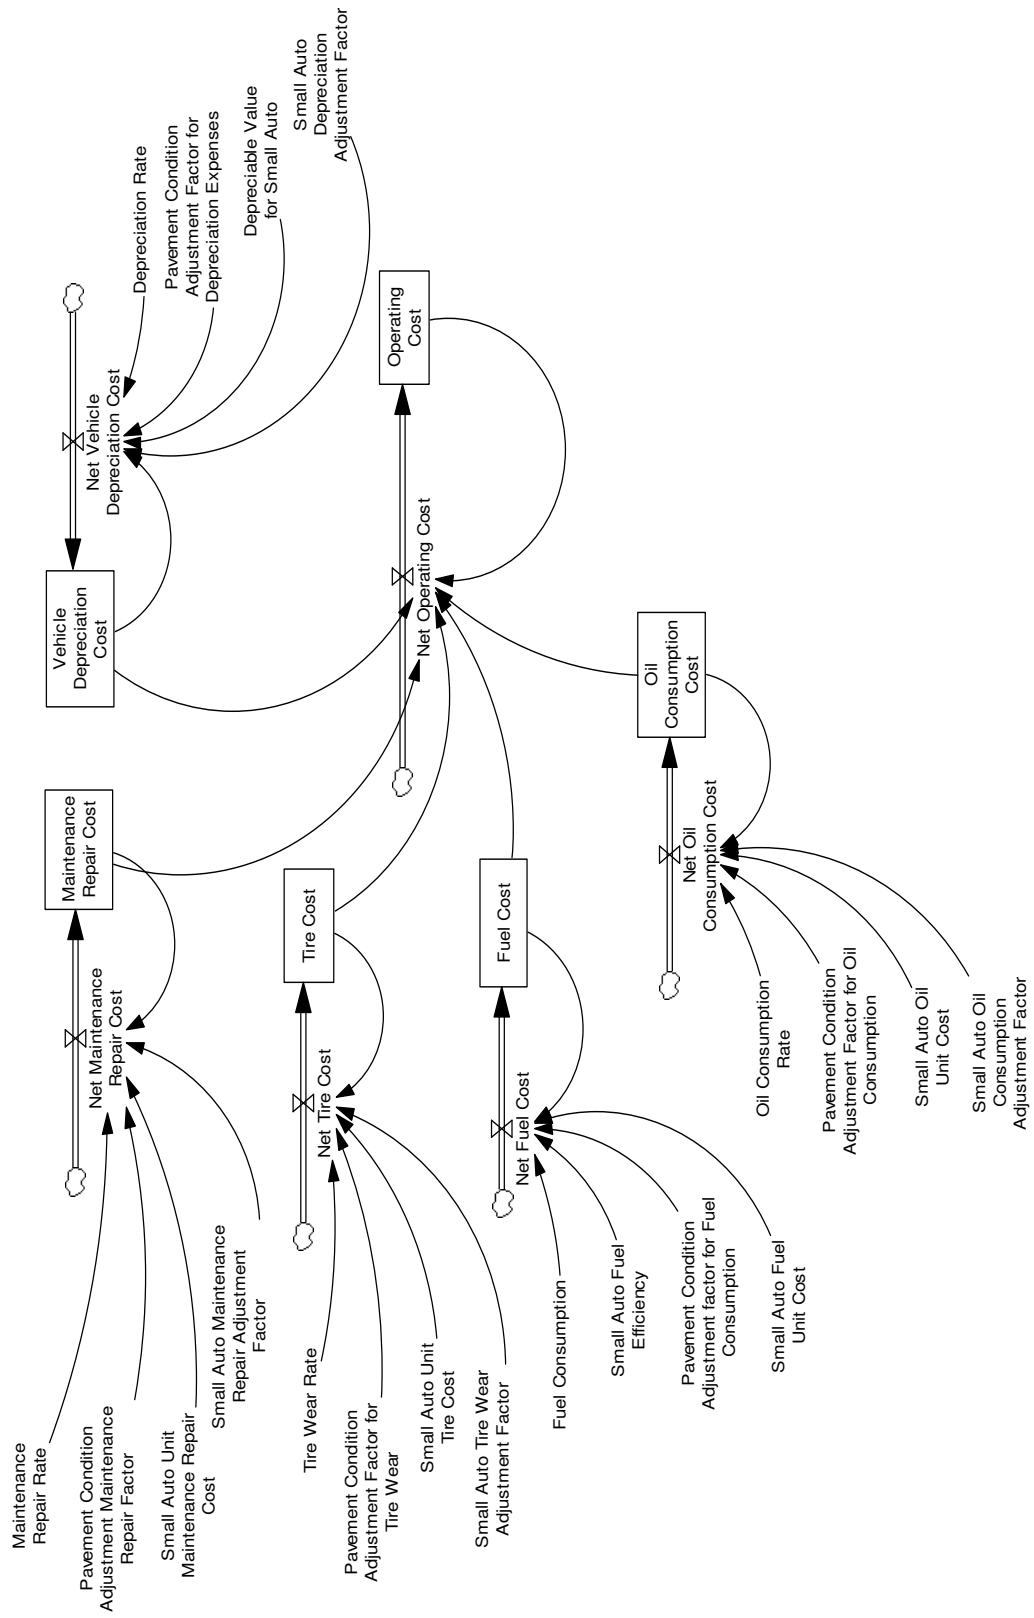 Maintenance
Repair Rate
Pavement Condition
Adjustment Maintenance
Repair Factor
Small Auto Unit
Maintenance Repair
Cost
Small Auto Maintenance
Repair Adjustment
Factor
Net Maintenance
Repair Cost
Maintenance
Repair Cost
Vehicle
Depreciation
Cost
Net Vehicle
Depreciation Cost
Depreciation Rate
Pavement Condition
Adjustment Factor for
Depreciation Expenses
Depreciable Value
for Small Auto
Small Auto
Depreciation
Adjustment Factor
Tire Wear Rate
Pavement Condition
Adjustment Factor for
Tire Wear
Small Auto Unit
Tire Cost
Small Auto Tire Wear
Adjustment Factor
Net Tire Cost
Tire Cost
Net Operating Cost
Operating
Cost
Fuel Consumption
Small Auto Fuel
Efficiency
Pavement Condition
Adjustment factor for Fuel
Consumption
Small Auto Fuel
Unit Cost
Net Fuel Cost
Fuel Cost
Oil Consumption
Rate
Pavement Condition
Adjustment Factor for Oil
Consumption
Small Auto Oil
Unit Cost
Small Auto Oil
Consumption
Adjustment Factor
Net Oil
Consumption Cost
Oil
Consumption
Cost